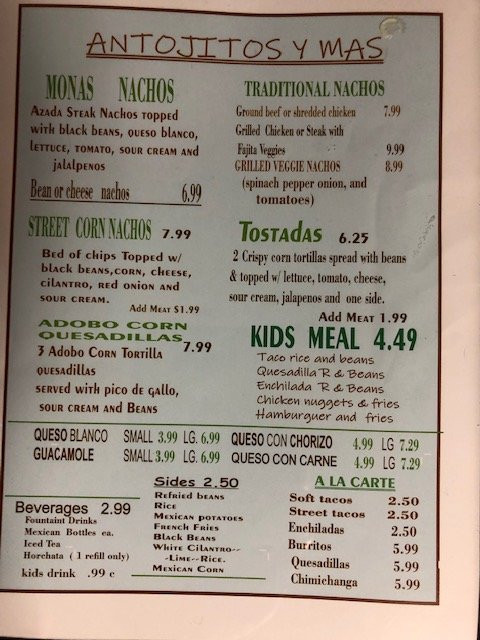 ANTOJITOS Y MAS
MONAS NACHOS
Azada Steak Nachos topped
with black beans, queso blanco,
lettuce, tomato, sour cream and
jalalpenos
Bean or cheese nachos 6.99
TRADITIONAL NACHOS
Ground beef or shredded chicken 7.99
Grilled Chicken or Steak with
Fajita Veggies 9.99
GRILLED VEGGIE NACHOS 8.99
(spinach pepper onion, and
tomatoes)
STREET CORN NACHOS 7.99
Bed of chips Topped w/
black beans,corn, cheese,
cilantro, red onion and
sour cream.
Add Meat $1.99
Tostadas 6.25
2 Crispy corn tortillas spread with beans
& topped w/ lettuce, tomato, cheese,
sour cream, jalapenos and one side.
Add Meat 1.99
ADOBO CORN
QUESADILLAS 7.99
3 Adobo Corn Tortilla
quesadillas
served with pico de gallo,
sour cream and Beans
KIDS MEAL 4.49
Taco rice and beans
Quesadilla R & Beans
Enchilada R & Beans
Chicken nuggets & fries
Hamburguer and fries
QUESO BLANCO SMALL 3.99 LG. 6.99
GUACAMOLE SMALL 3.99 LG. 6.99
QUESO CON CHORIZO 4.99 LG 7.29
QUESO CON CARNE 4.99 LG 7.29
Beverages 2.99
Fountaint Drinks
Mexican Bottles ea.
Iced Tea
Horchata ( 1 refill only)
kids drink .99 c
Sides 2.50
Refried beans
Rice
Mexican potatoes
French Fries
Black Beans
White Cilantro--
-Lime--Rice.
Mexican Corn
A LA CARTE
Soft tacos 2.50
Street tacos 2.50
Enchiladas 2.50
Burritos 5.99
Quesadillas 5.99
Chimichanga 5.99